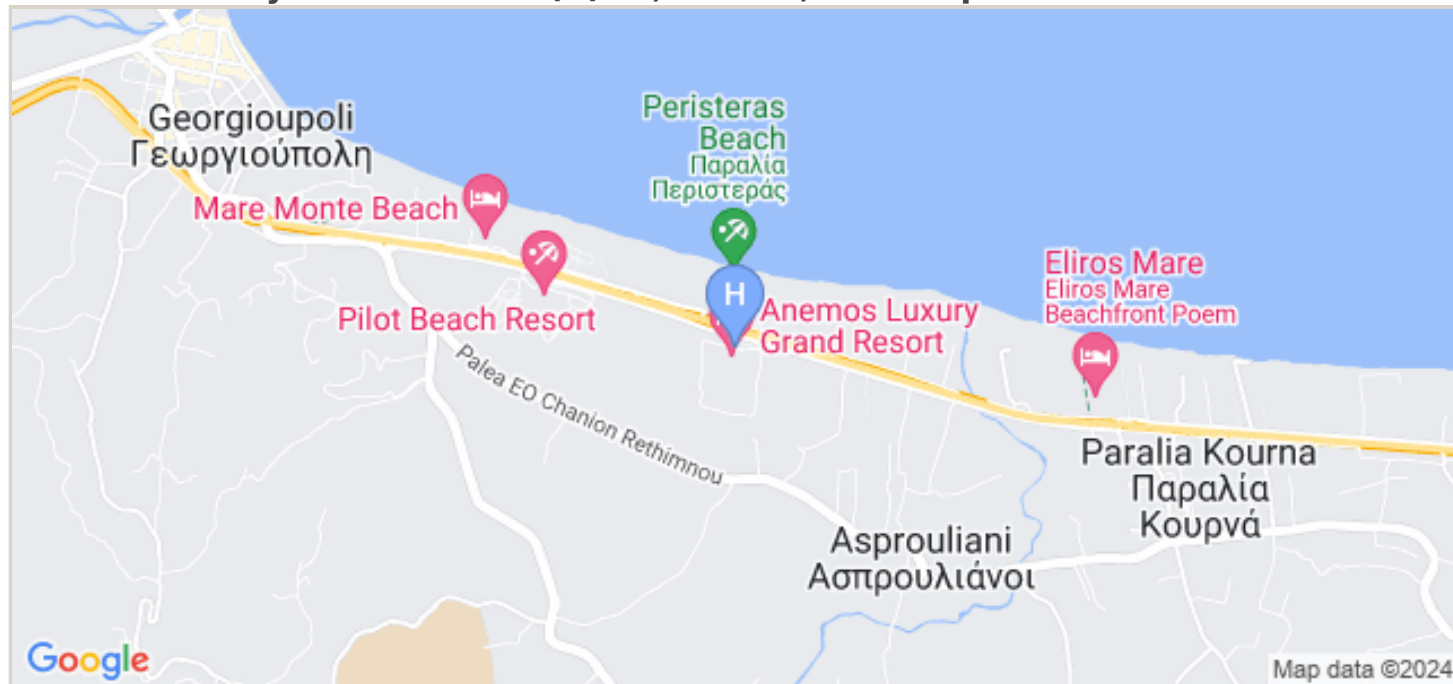 Georgioupoli
Γεωργιούπολη
Mare Monte Beach
Pilot Beach Resort
Peristeras
Beach
Παραλία
Περιστεράς
H
Anemos Luxury
Grand Resort
Eliros Mare
Eliros Mare
Beachfront Poem
Palea EO Chanion Rethimnou
Paralia Kourna
Παραλία
Κουρνά
Asprouliani
Ασπρουλιάνοι
Google
Map data ©2024